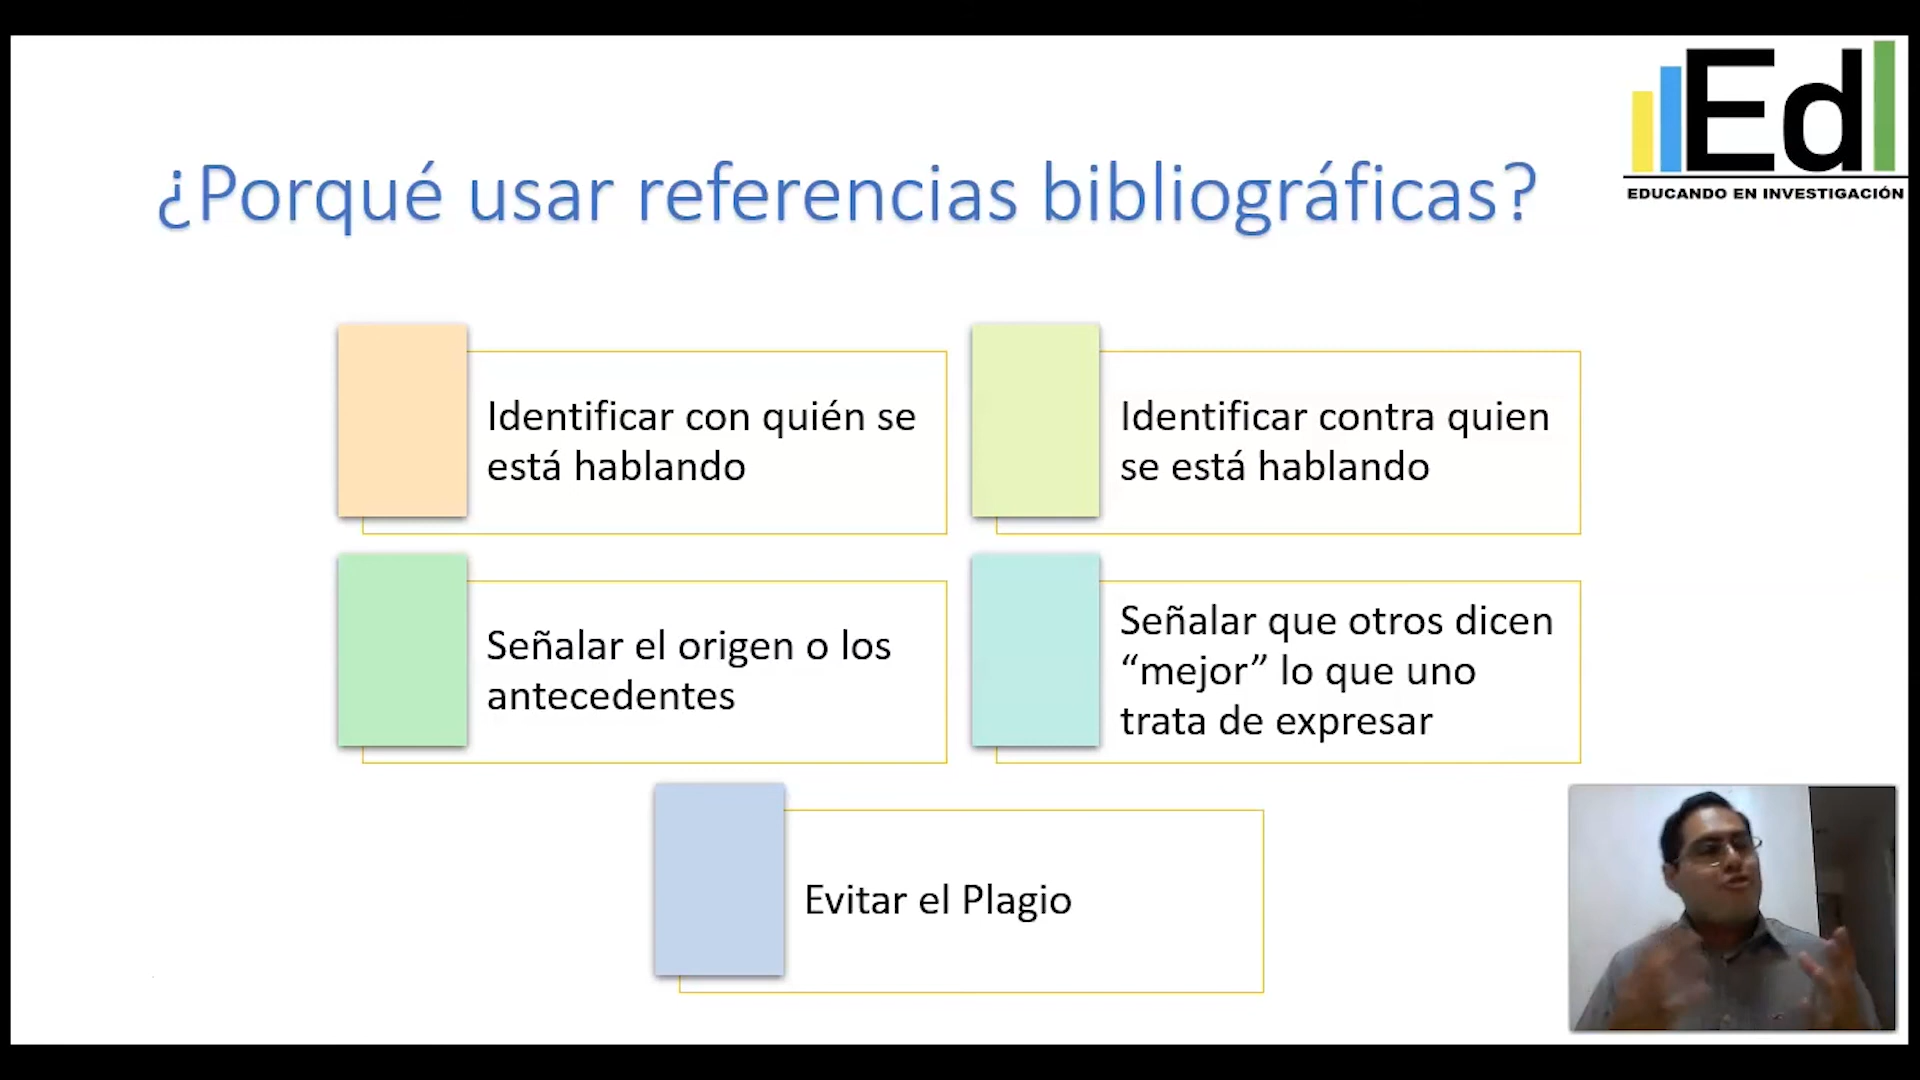 EdI
EDUCANDO EN INVESTIGACIÓN
¿Porqué usar referencias bibliográficas?
Identificar con quién se
está hablando
Identificar contra quien
se está hablando
Señalar el origen o los
antecedentes
Señalar que otros dicen
“mejor” lo que uno
trata de expresar
Evitar el Plagio